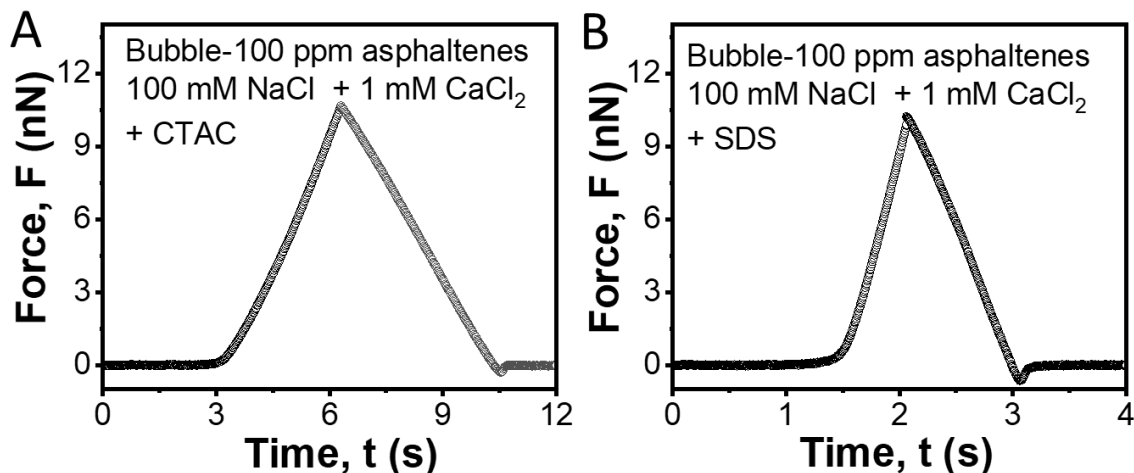 A
Bubble-100 ppm asphaltenes
100 mM NaCl + 1 mM CaCl₂
+ CTAC
Force, F (nN)
12
9
6
3
0
0 3 6 9 12
Time, t (s)
B
Bubble-100 ppm asphaltenes
100 mM NaCl + 1 mM CaCl₂
+ SDS
Force, F (nN)
12
9
6
3
0
0 1 2 3 4
Time, t (s)